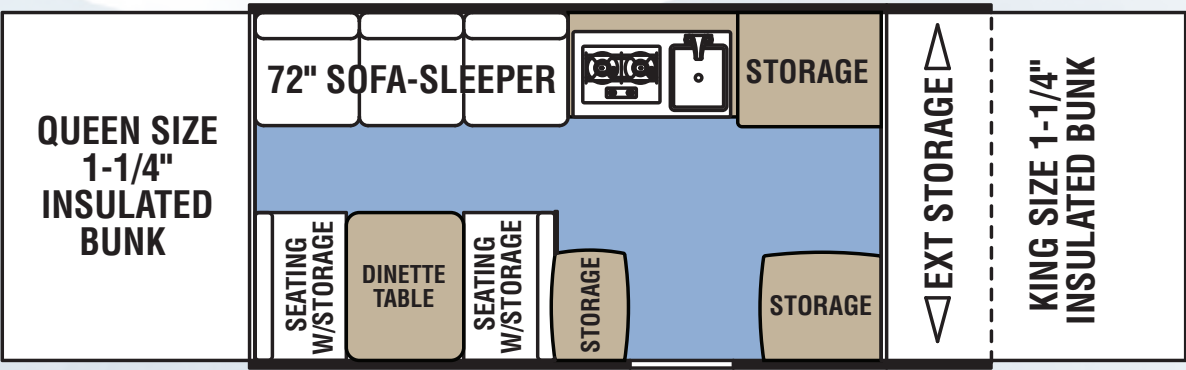 QUEEN SIZE
1-1/4"
INSULATED
BUNK
72" SOFA-SLEEPER
STORAGE
SEATING
W/STORAGE
DINETTE
TABLE
SEATING
W/STORAGE
STORAGE
STORAGE
EXT STORAGE
KING SIZE 1-1/4"
INSULATED BUNK